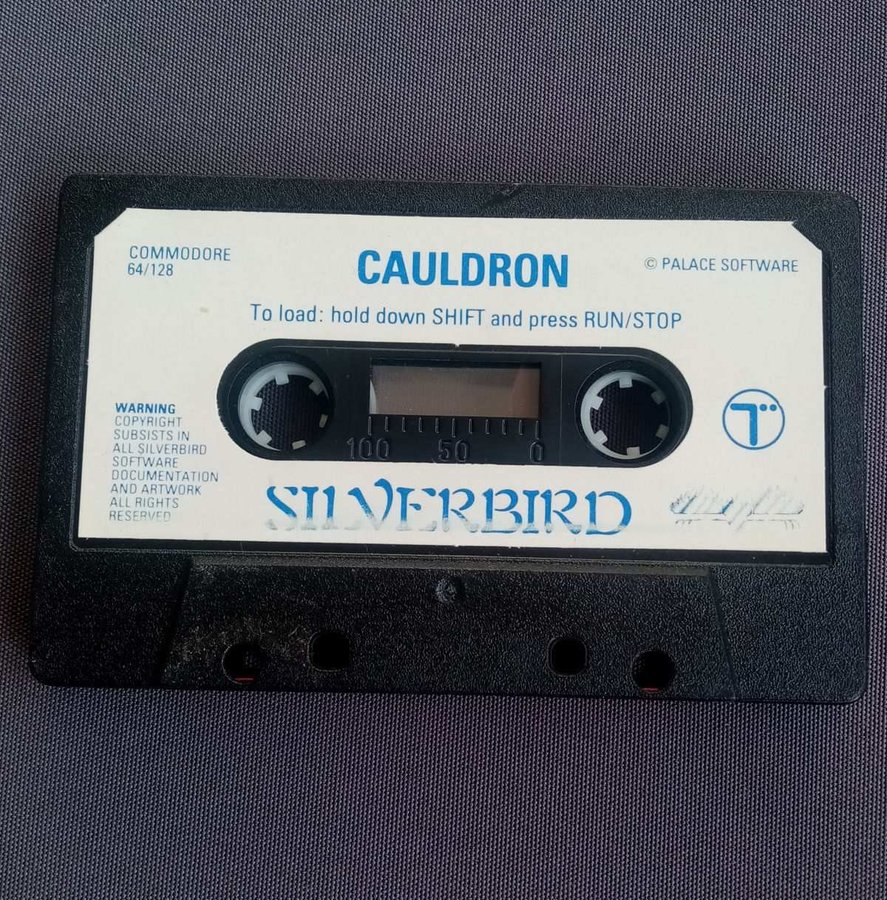 COMMODORE
64/128
CAULDRON
© PALACE SOFTWARE
To load: hold down SHIFT and press RUN/STOP
100 50 0
WARNING
COPYRIGHT
SUBSISTS IN
ALL SILVERBIRD
SOFTWARE
DOCUMENTATION
AND ARTWORK
ALL RIGHTS
RESERVED
T
SILVERBIRD